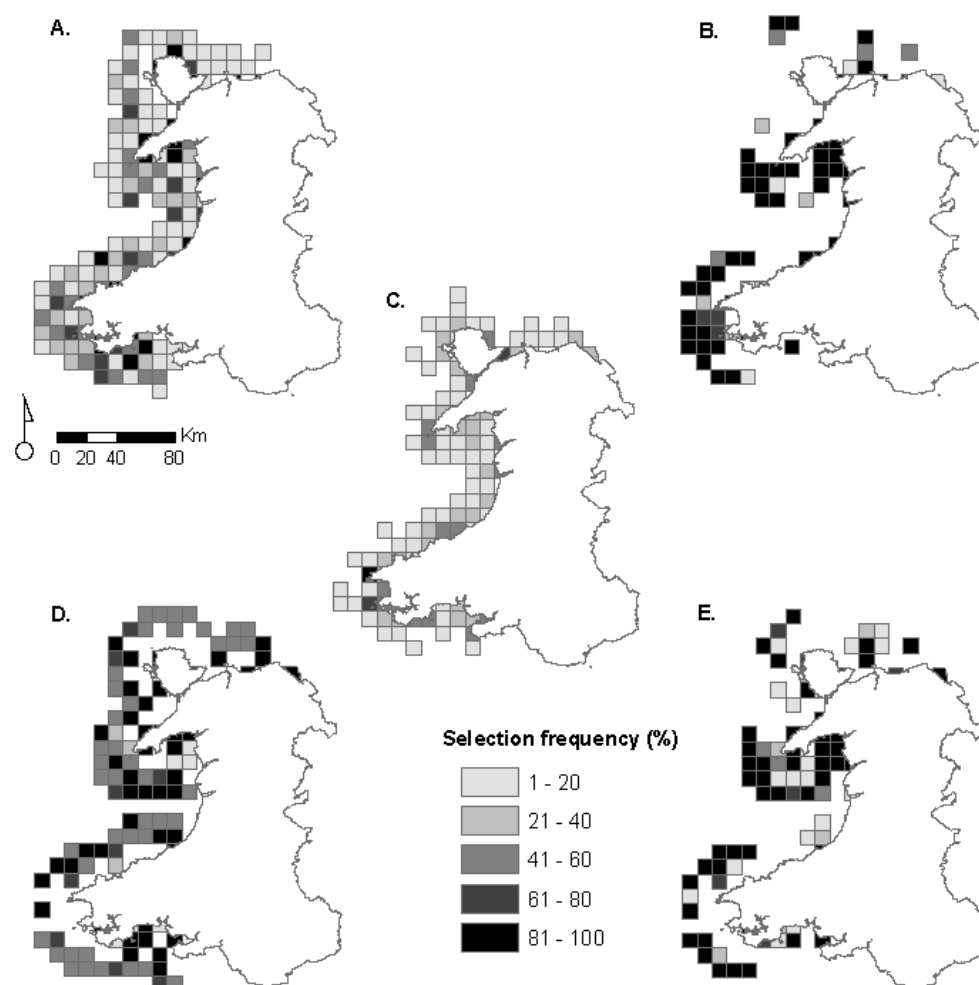 A.
B.
C.
Km
0 20 40 80
D.
E.
Selection frequency (%)
1 - 20
21 - 40
41 - 60
61 - 80
81 - 100